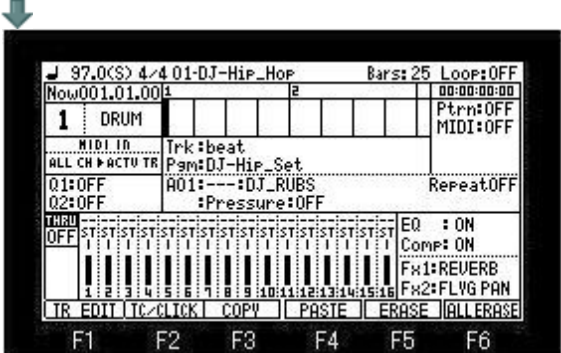 ♩ 97.0(S) 4/4 01-DJ-Hip_Hop Bars: 25 Loop:OFF
Now001.01.00 1 2 00:00:00:00
1 DRUM Ptrn:OFF
MIDI:OFF
MIDI IN Trk:beat
ALL CH▶ACTV TR Pgm:DJ-Hip_Set
Q1:OFF A01:---:DJ_RUBS RepeatOFF
Q2:OFF :Pressure:OFF
THRU EQ : ON
OFF ST ST ST ST ST ST ST ST ST ST ST ST ST ST ST ST
Comp: ON
Fx1:REVERB
1 2 3 4 5 6 7 8 9 10 11 12 13 14 15 16 Fx2:FLVG PAN
TR EDIT TC/CLICK COPY PASTE ERASE ALLERASE
F1 F2 F3 F4 F5 F6